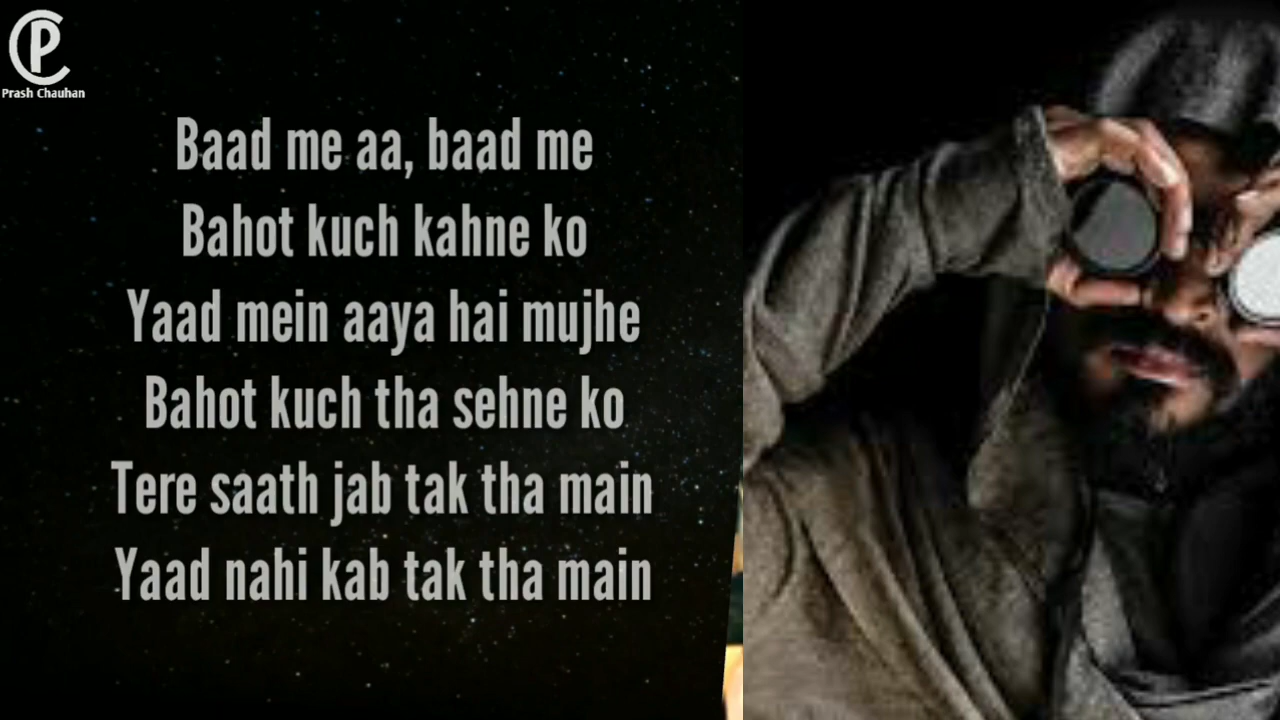 CP
Prash Chauhan
Baad me aa, baad me
Bahot kuch kahne ko
Yaad mein aaya hai mujhe
Bahot kuch tha sehne ko
Tere saath jab tak tha main
Yaad nahi kab tak tha main